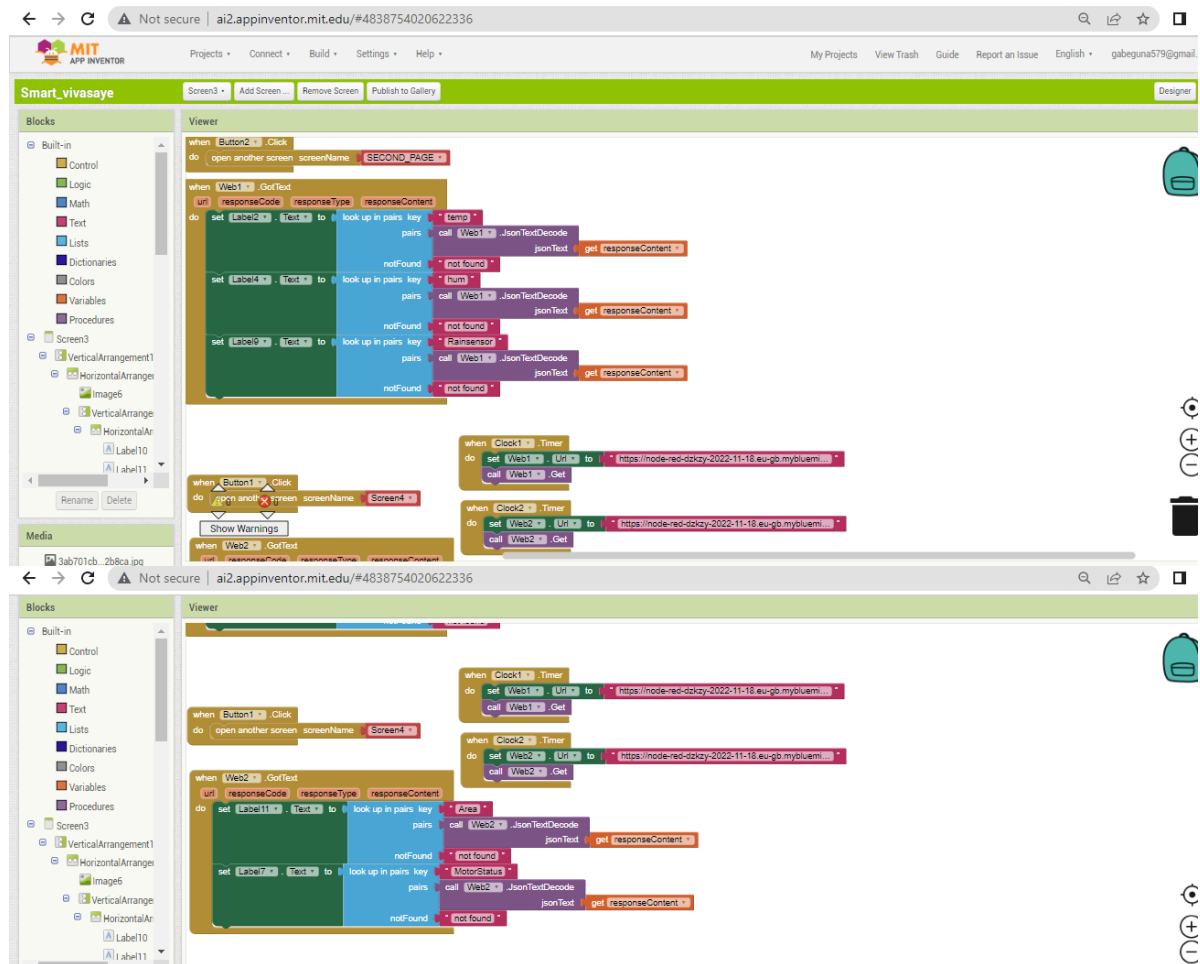 Not secure | ai2.appinventor.mit.edu/#4838754020622336
MIT APP INVENTOR Projects Connect Build Settings Help My Projects View Trash Guide Report an Issue English gabeguna579@gmail.
Smart_vivasaye Screen3 Add Screen ... Remove Screen Publish to Gallery Designer
Blocks Viewer
Built-in
Control
Logic
Math
Text
Lists
Dictionaries
Colors
Variables
Procedures
Screen3
VerticalArrangement1
HorizontalArranger
Image6
VerticalArrange
HorizontalAr
Label10
Label11
Rename Delete
Media
3ab701cb...2b8ca.jpg
when Button2 .Click
do open another screen screenName SECOND_PAGE
when Web1 .GotText
url responseCode responseType responseContent
do set Label2 . Text to look up in pairs key " temp "
pairs call Web1 .JsonTextDecode
jsonText get responseContent
notFound " not found "
set Label4 . Text to look up in pairs key " hum "
pairs call Web1 .JsonTextDecode
jsonText get responseContent
notFound " not found "
set Label9 . Text to look up in pairs key " Rainsensor "
pairs call Web1 .JsonTextDecode
jsonText get responseContent
notFound " not found "
when Clock1 .Timer
do set Web1 . Url to " https://node-red-dzkzy-2022-11-18.eu-gb.mybluemi... "
call Web1 .Get
when Button1 .Click
do open another screen screenName Screen4
0 0
Show Warnings
when Clock2 .Timer
do set Web2 . Url to " https://node-red-dzkzy-2022-11-18.eu-gb.mybluemi... "
call Web2 .Get
when Web2 .GotText
url responseCode responseType responseContent
Not secure | ai2.appinventor.mit.edu/#4838754020622336
Blocks Viewer
Built-in
Control
Logic
Math
Text
Lists
Dictionaries
Colors
Variables
Procedures
Screen3
VerticalArrangement1
HorizontalArranger
Image6
VerticalArrange
HorizontalAr
Label10
Label11
notFound " not found "
when Clock1 .Timer
do set Web1 . Url to " https://node-red-dzkzy-2022-11-18.eu-gb.mybluemi... "
call Web1 .Get
when Button1 .Click
do open another screen screenName Screen4
when Clock2 .Timer
do set Web2 . Url to " https://node-red-dzkzy-2022-11-18.eu-gb.mybluemi... "
call Web2 .Get
when Web2 .GotText
url responseCode responseType responseContent
do set Label11 . Text to look up in pairs key " Area "
pairs call Web2 .JsonTextDecode
jsonText get responseContent
notFound " not found "
set Label7 . Text to look up in pairs key " MotorStatus "
pairs call Web2 .JsonTextDecode
jsonText get responseContent
notFound " not found "